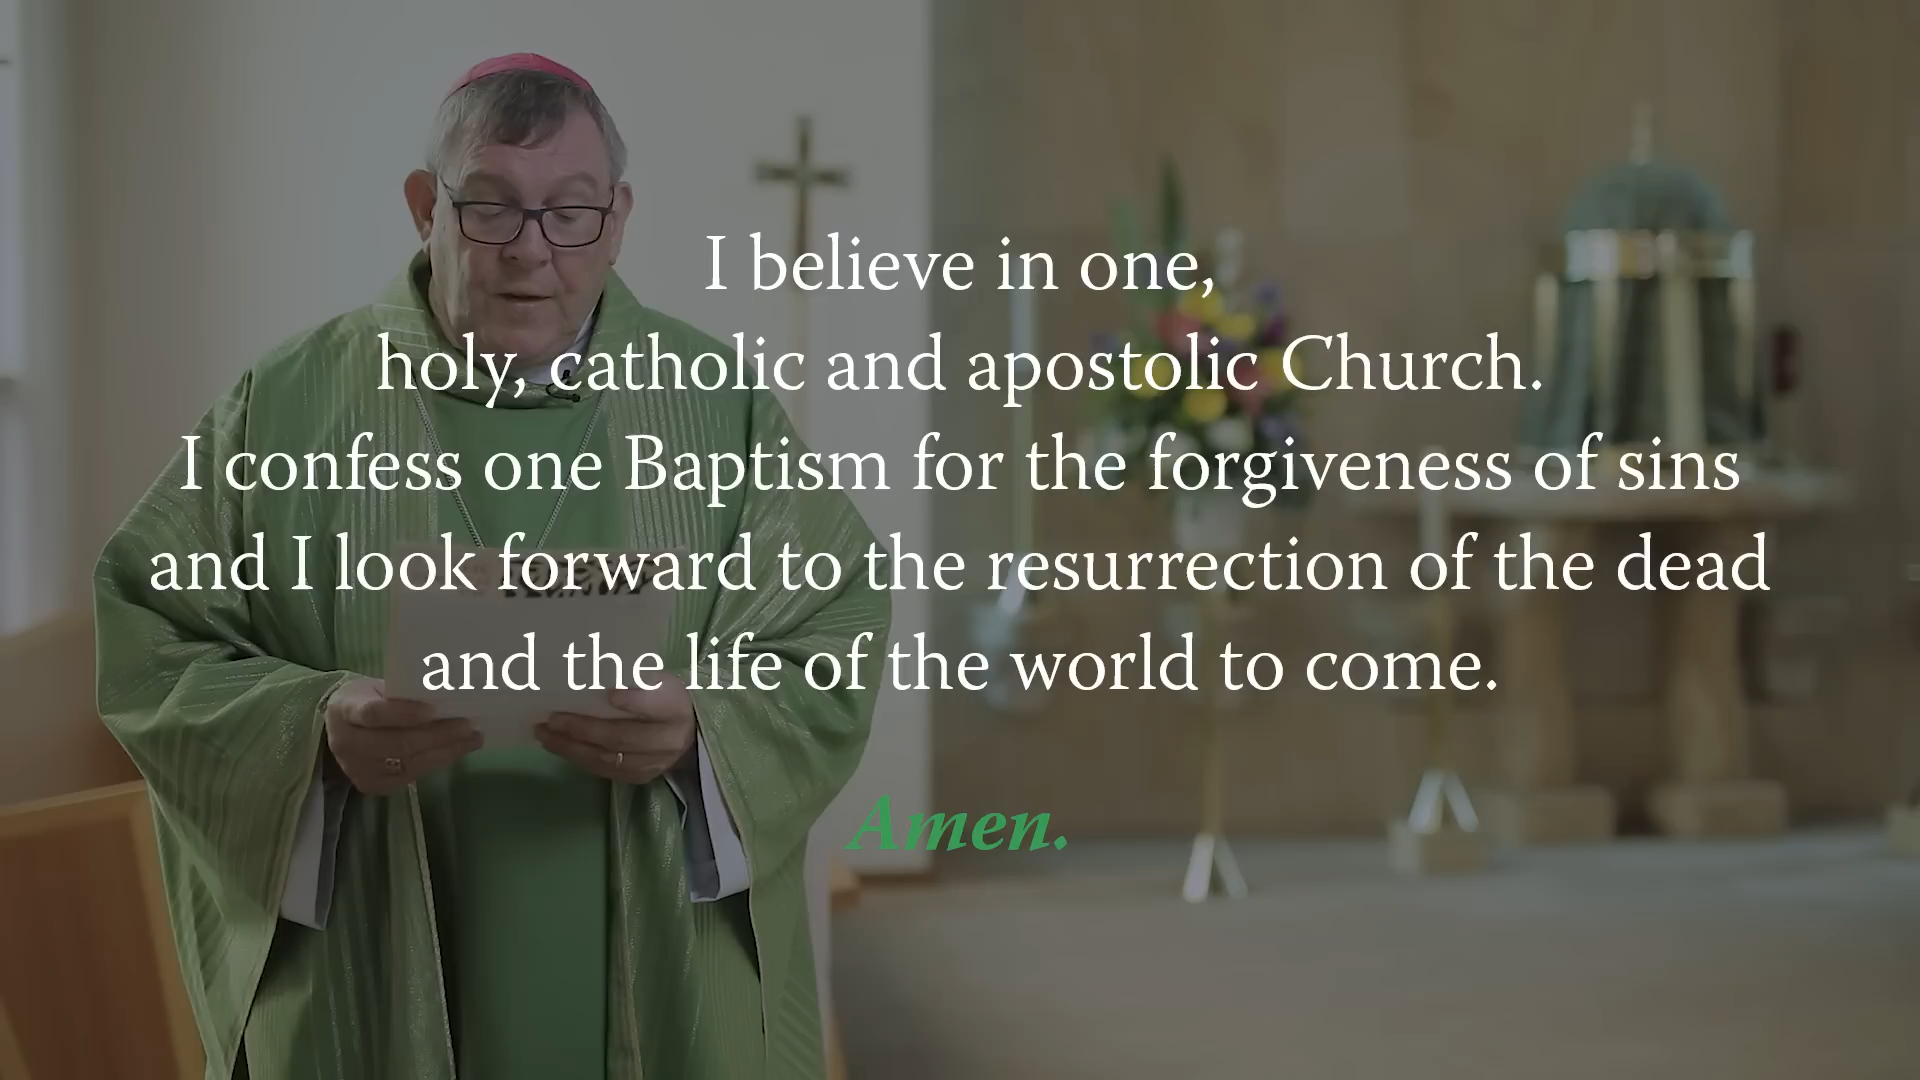 I believe in one,
holy, catholic and apostolic Church.
I confess one Baptism for the forgiveness of sins
and I look forward to the resurrection of the dead
and the life of the world to come.
Amen.